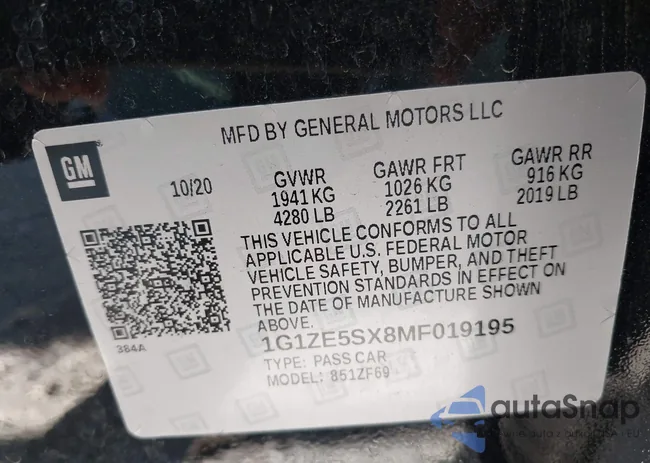 MFD BY GENERAL MOTORS LLC
GM
10/20
GVWR
1941 KG
4280 LB
GAWR FRT
1026 KG
2261 LB
GAWR RR
916 KG
2019 LB
THIS VEHICLE CONFORMS TO ALL
APPLICABLE U.S. FEDERAL MOTOR
VEHICLE SAFETY, BUMPER, AND THEFT
PREVENTION STANDARDS IN EFFECT ON
THE DATE OF MANUFACTURE SHOWN
ABOVE.
1G1ZE5SX8MF019195
TYPE: PASS CAR
MODEL: 851ZF69
384A
autoSnap